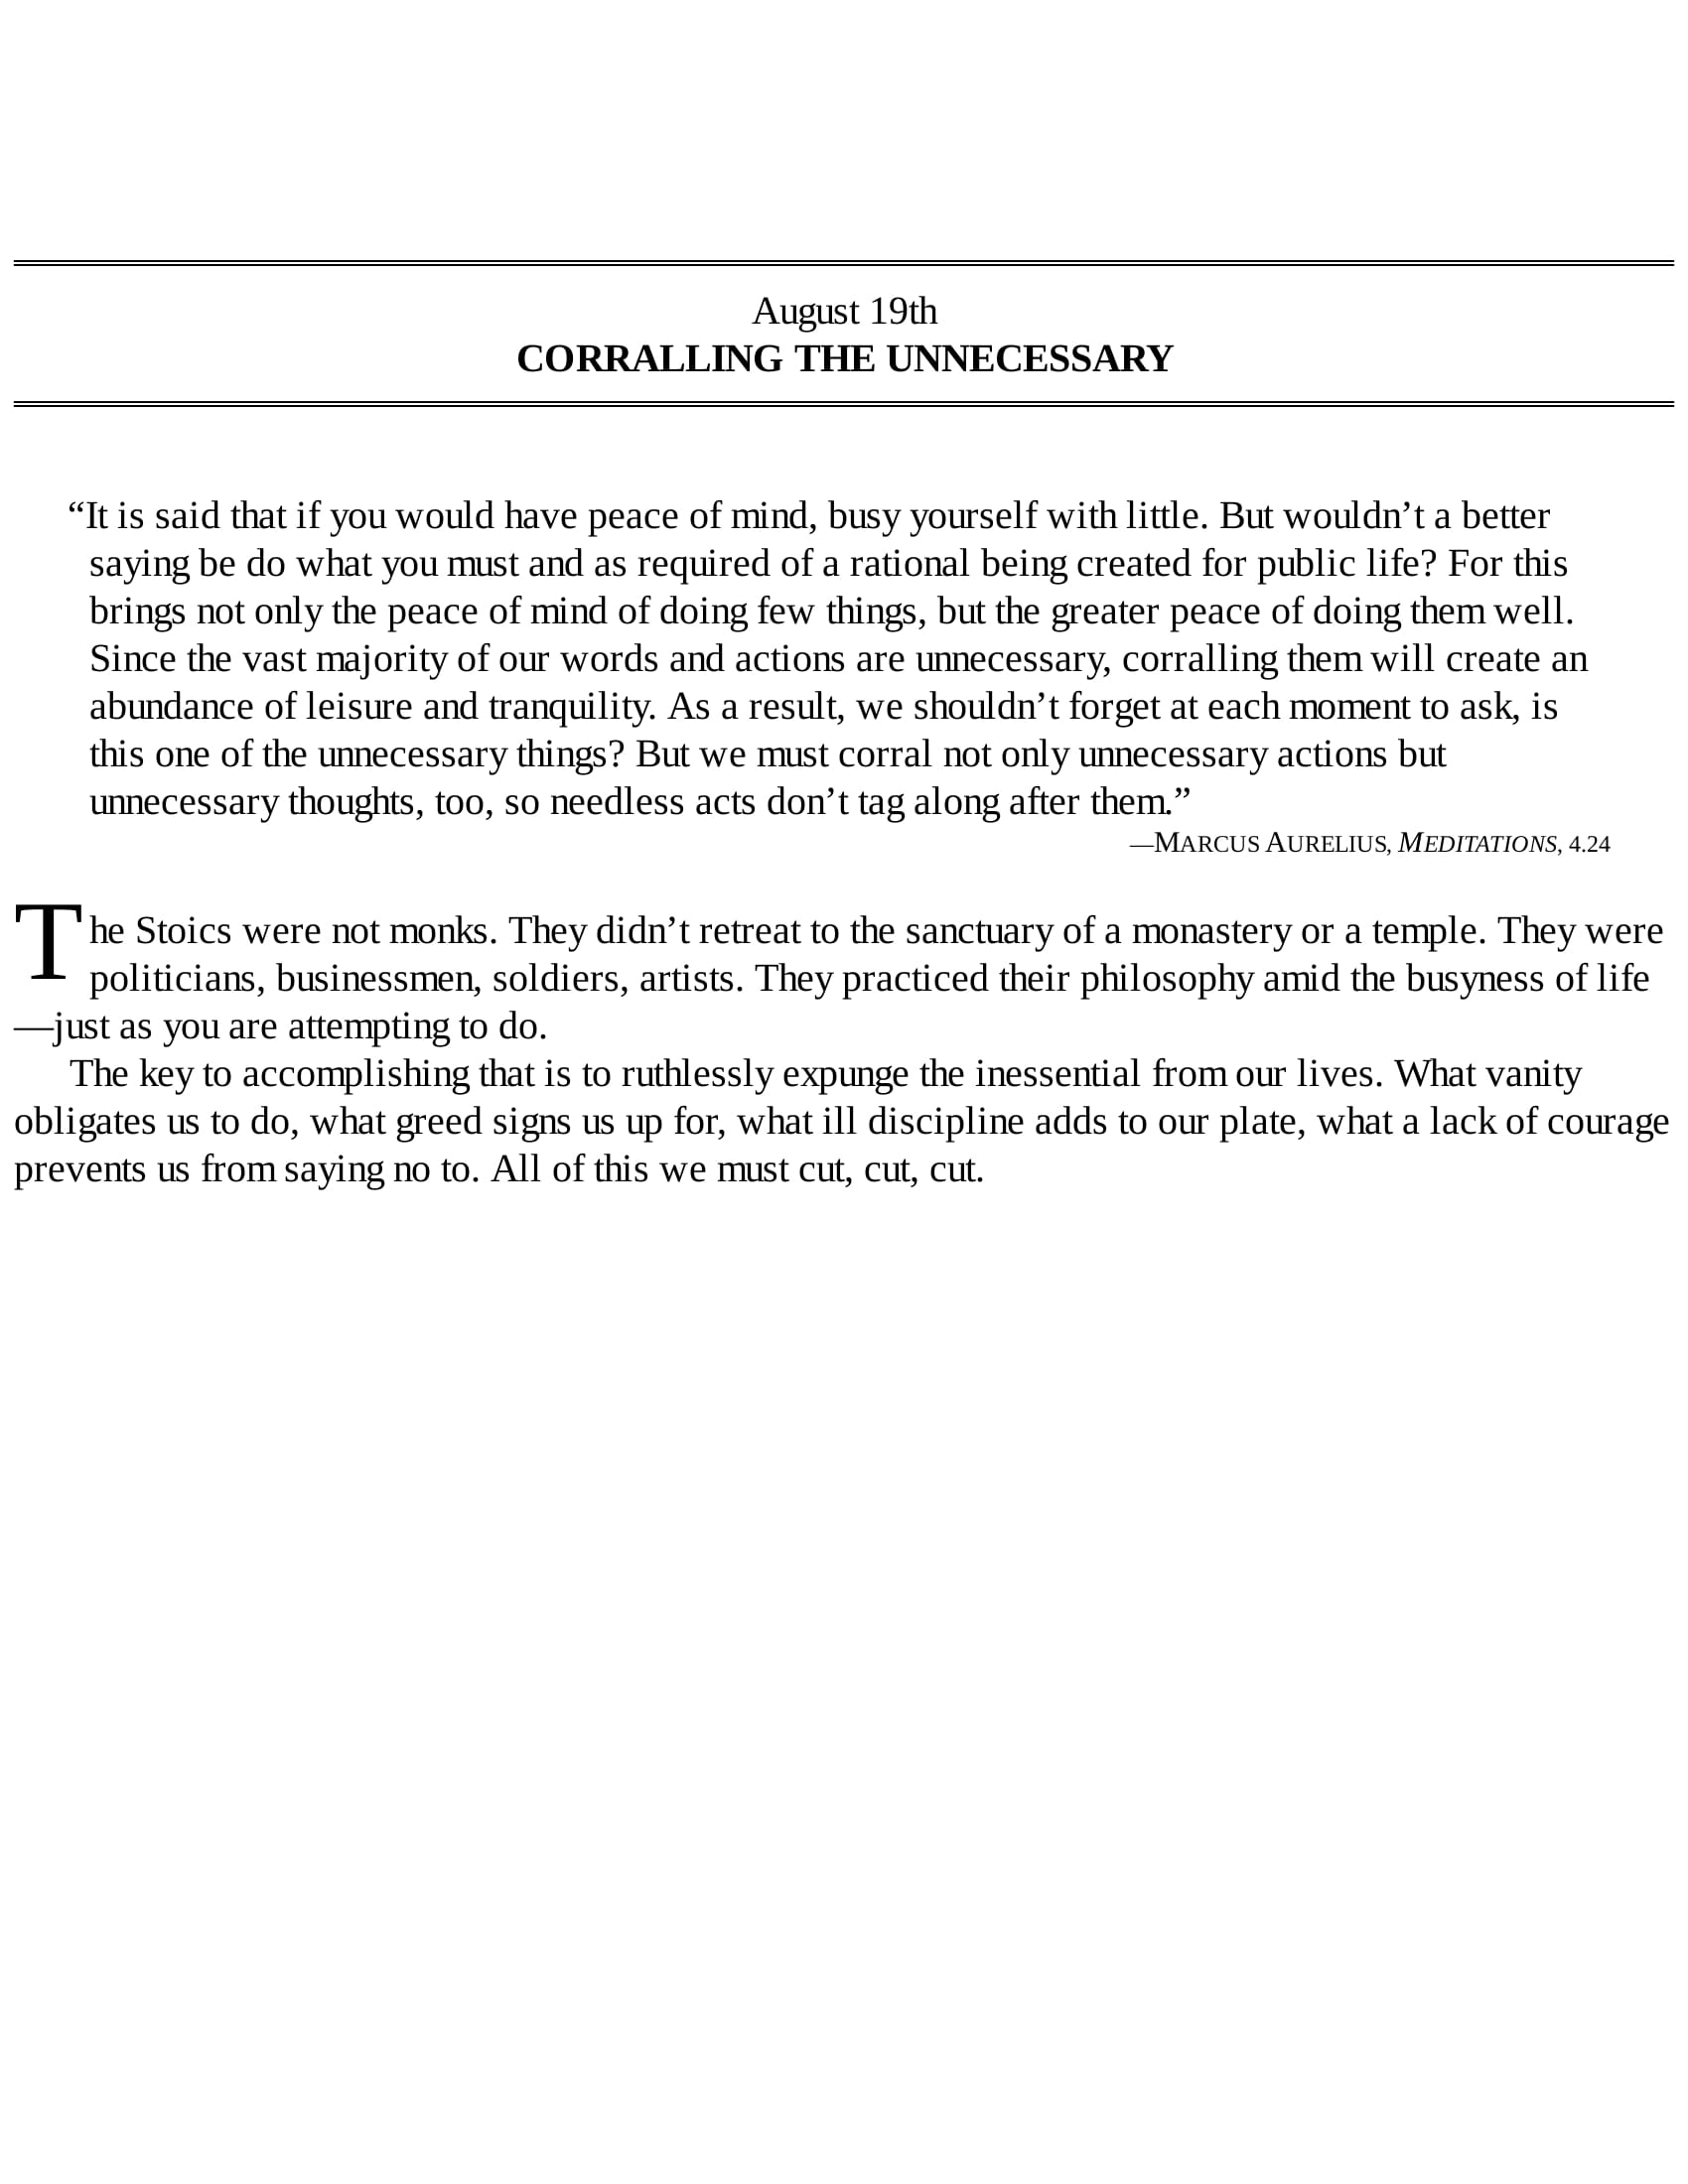 August 19th
CORRALLING THE UNNECESSARY
“It is said that if you would have peace of mind, busy yourself with little. But wouldn’t a better
saying be do what you must and as required of a rational being created for public life? For this
brings not only the peace of mind of doing few things, but the greater peace of doing them well.
Since the vast majority of our words and actions are unnecessary, corralling them will create an
abundance of leisure and tranquility. As a result, we shouldn’t forget at each moment to ask, is
this one of the unnecessary things? But we must corral not only unnecessary actions but
unnecessary thoughts, too, so needless acts don’t tag along after them.”
—MARCUS AURELIUS, MEDITATIONS, 4.24
The Stoics were not monks. They didn’t retreat to the sanctuary of a monastery or a temple. They were
politicians, businessmen, soldiers, artists. They practiced their philosophy amid the busyness of life
—just as you are attempting to do.
The key to accomplishing that is to ruthlessly expunge the inessential from our lives. What vanity
obligates us to do, what greed signs us up for, what ill discipline adds to our plate, what a lack of courage
prevents us from saying no to. All of this we must cut, cut, cut.